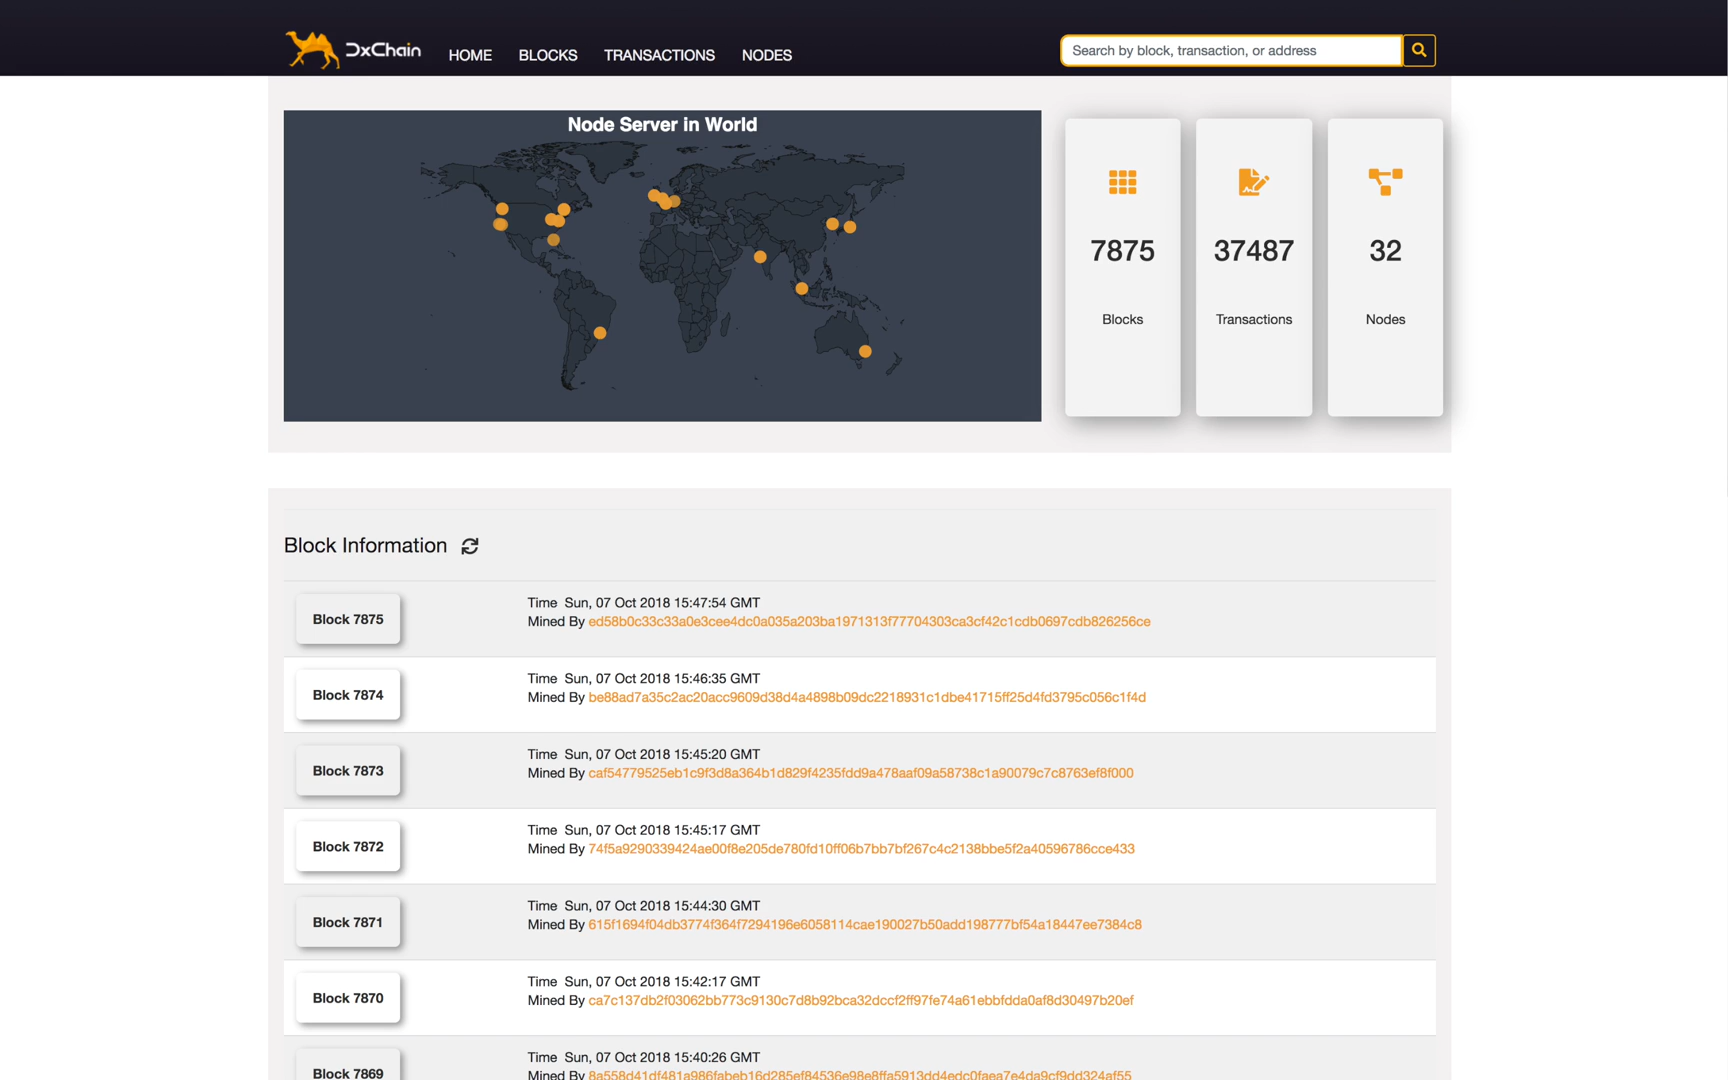 DxChain
HOME BLOCKS TRANSACTIONS NODES
Search by block, transaction, or address
Node Server in World
7875
Blocks
37487
Transactions
32
Nodes
Block Information
Block 7875
Time Sun, 07 Oct 2018 15:47:54 GMT
Mined By ed58b0c33c33a0e3cee4dc0a035a203ba1971313f77704303ca3cf42c1cdb0697cdb826256ce
Block 7874
Time Sun, 07 Oct 2018 15:46:35 GMT
Mined By be88ad7a35c2ac20acc9609d38d4a4898b09dc2218931c1dbe41715ff25d4fd3795c056c1f4d
Block 7873
Time Sun, 07 Oct 2018 15:45:20 GMT
Mined By caf54779525eb1c9f3d8a364b1d829f4235fdd9a478aaf09a58738c1a90079c7c8763ef8f000
Block 7872
Time Sun, 07 Oct 2018 15:45:17 GMT
Mined By 74f5a9290339424ae00f8e205de780fd10ff06b7bb7bf267c4c2138bbe5f2a40596786cce433
Block 7871
Time Sun, 07 Oct 2018 15:44:30 GMT
Mined By 615f1694f04db3774f364f7294196e6058114cae190027b50add198777bf54a18447ee7384c8
Block 7870
Time Sun, 07 Oct 2018 15:42:17 GMT
Mined By ca7c137db2f03062bb773c9130c7d8b92bca32dccf2ff97fe74a61ebbfdda0af8d30497b20ef
Block 7869
Time Sun, 07 Oct 2018 15:40:26 GMT
Mined By 8a558d41df481a986fabeb16d285ef84536e98e8ffa5913dd4edc0faea7e4da9cf9dd324af55